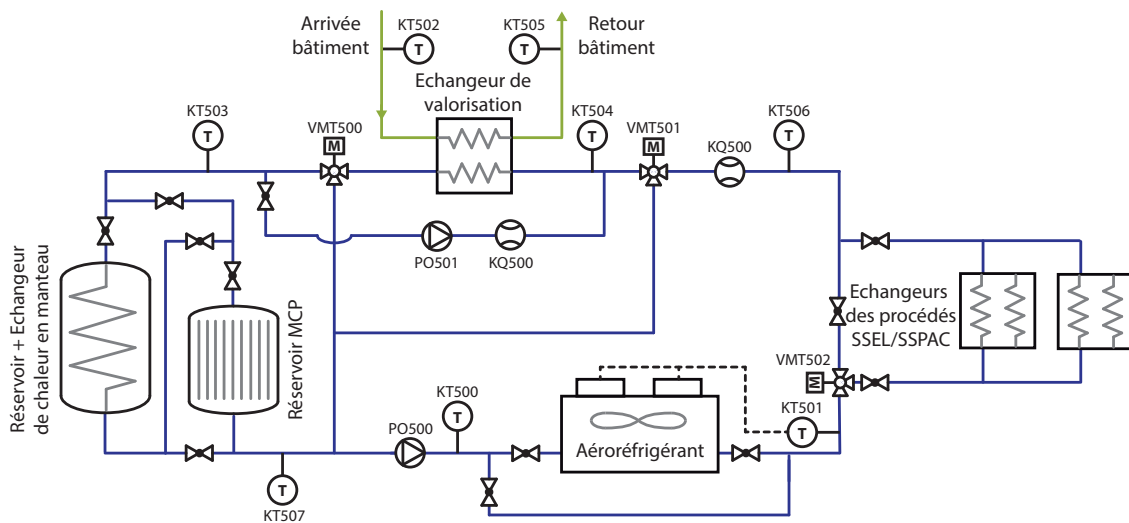 Arrivée
bâtiment
KT502
KT505
Retour
bâtiment
Echangeur de
valorisation
KT503
VMT500
M
T
T
T
KT504
T
VMT501
M
KQ500
KT506
T
PO501
KQ500
Réservoir + Echangeur
de chaleur en manteau
Réservoir MCP
Echangeurs
des procédés
SSEL/SSPAC
VMT502
M
KT501
T
KT500
T
PO500
Aéroréfrigérant
T
KT507